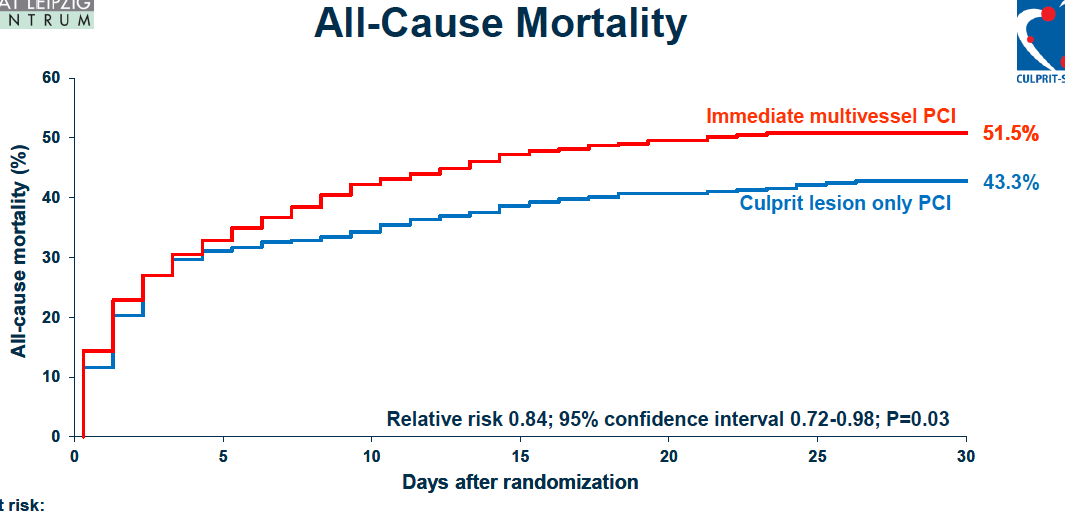 AT LEIPZIG
NTRUM
All-Cause Mortality
CULPRIT-S
All-cause mortality (%)
60
50
40
30
20
10
0
Immediate multivessel PCI
51.5%
43.3%
Culprit lesion only PCI
Relative risk 0.84; 95% confidence interval 0.72-0.98; P=0.03
0 5 10 15 20 25 30
Days after randomization
t risk: